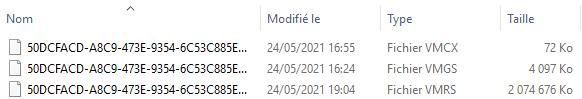 Nom Modifié le Type Taille
50DCFACD-A8C9-473E-9354-6C53C885E... 24/05/2021 16:55 Fichier VMCX 72 Ko
50DCFACD-A8C9-473E-9354-6C53C885E... 24/05/2021 16:24 Fichier VMGS 4 097 Ko
50DCFACD-A8C9-473E-9354-6C53C885E... 24/05/2021 19:04 Fichier VMRS 2 074 676 Ko